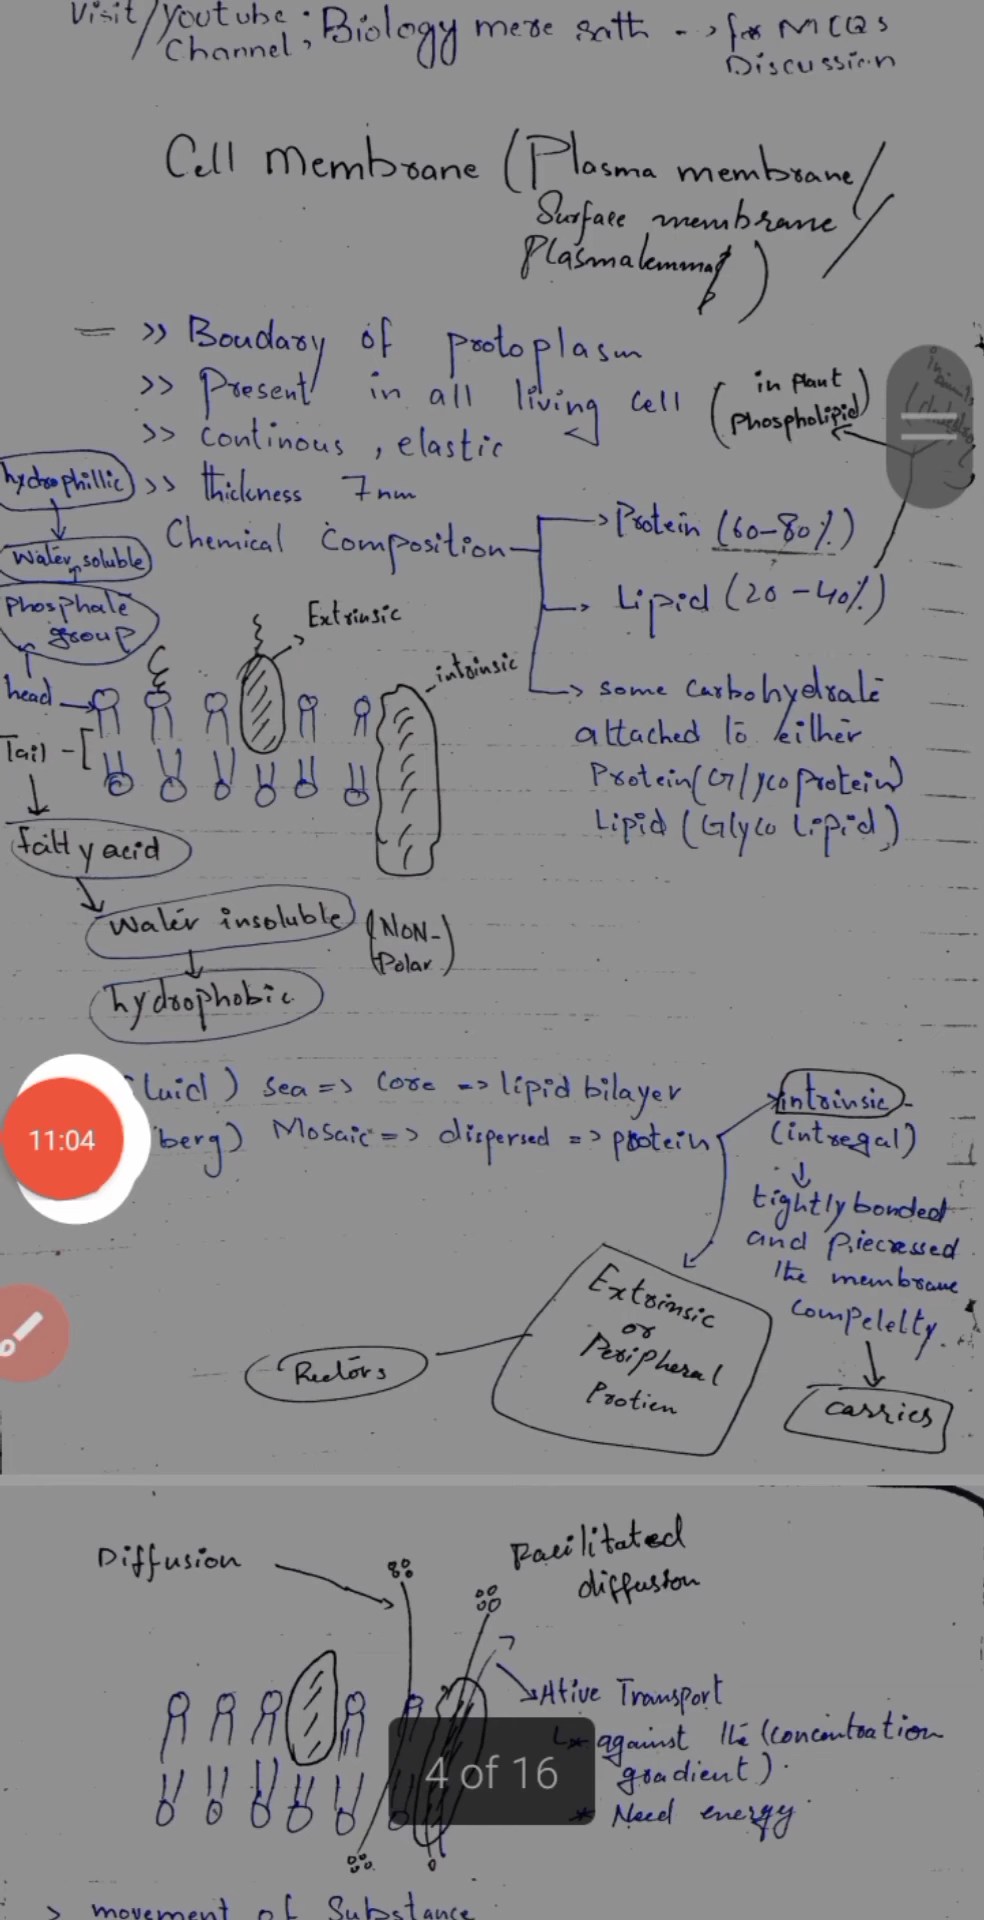 Visit/Youtube:
Channel, Biology mere sath --> for MCQs
Discussion
Cell Membrane (Plasma membrane/
Surface membrane/
Plasmalemma)
>> Boudary of protoplasm
>> Present in all living cell (in Plant Phospholipid)
>> continous, elastic
>> thickness 7nm
hydrophillic
Water soluble
Phosphate
group
head
Tail
Chemical Composition
Protein (60-80%)
Lipid (20-40%)
some Carbohydrate
attached to either
Protein (Glycoprotein)
Lipid (Glyco Lipid)
Extrinsic
intrinsic
fatty acid
Water insoluble (NON-
Polar)
hydrophobic
luid) sea => Core => lipid bilayer
berg) Mosaic => dispersed => protein
intrinsic
(intregal)
tightly bonded
and Piecressed
the membrane
compeletly.
carries
Extrinsic
or
Peripheral
Protien
11:04
Diffusion
Facilitated
diffusion
Ative Transport
against the (concentration
gradient).
* Need energy
4 of 16
> movement of Substance